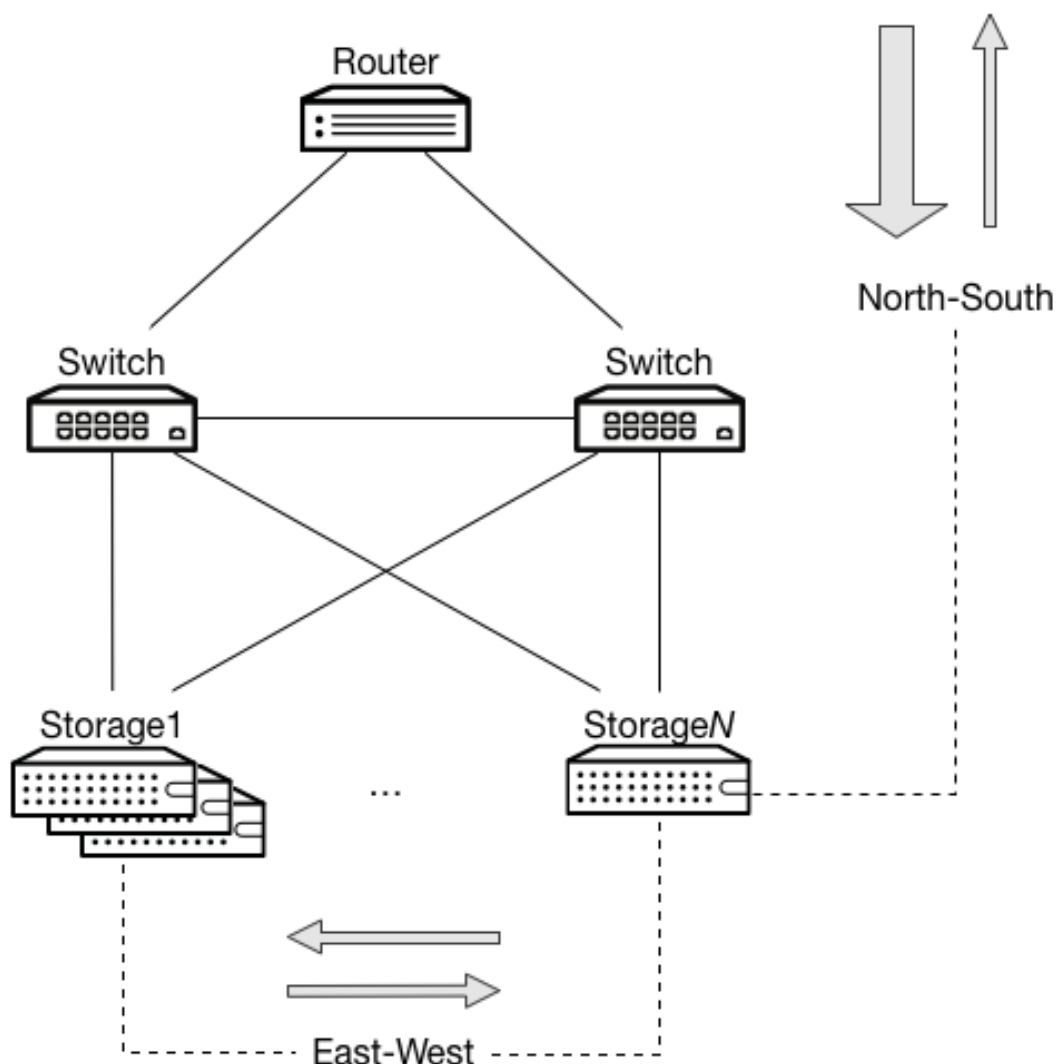 Router
North-South
Switch
Switch
Storage1
StorageN
...
East-West